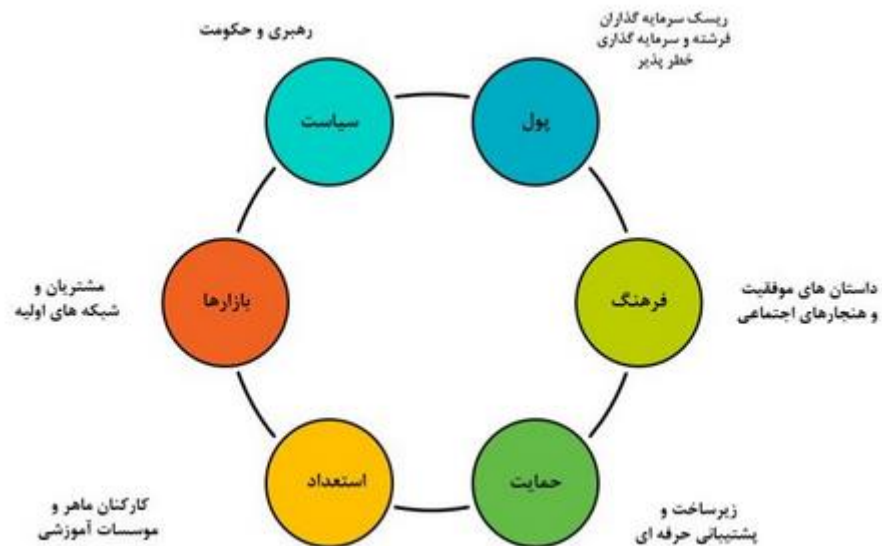 رهبری و حکومت
ریسک سرمایه گذاران
فرشته و سرمایه گذاری
خطر پذیر
سیاست
پول
مشتریان و
شبکه های اولیه
بازارها
فرهنگ
داستان های موفقیت
و هنجارهای اجتماعی
استعداد
حمایت
کارکنان ماهر و
موسسات آموزشی
زیرساخت و
پشتیبانی حرفه ای